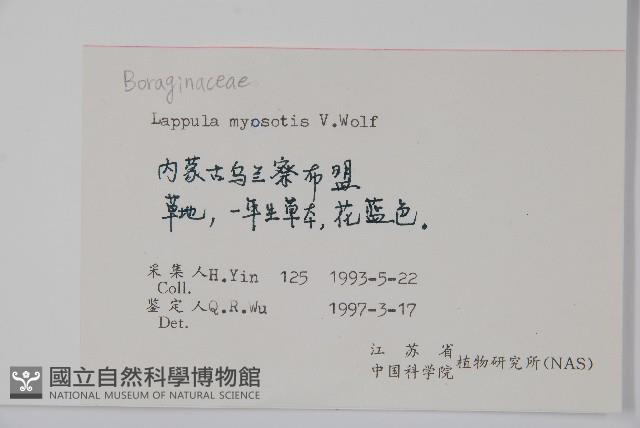 Boraginaceae
Lappula myosotis V.Wolf
内蒙古乌兰察布盟
草地，一年生草本，花蓝色。
采集人H.Yin 125 1993-5-22
Coll.
鉴定人Q.R.Wu 1997-3-17
Det.
江苏省
中国科学院植物研究所(NAS)
國立自然科學博物館
NATIONAL MUSEUM OF NATURAL SCIENCE